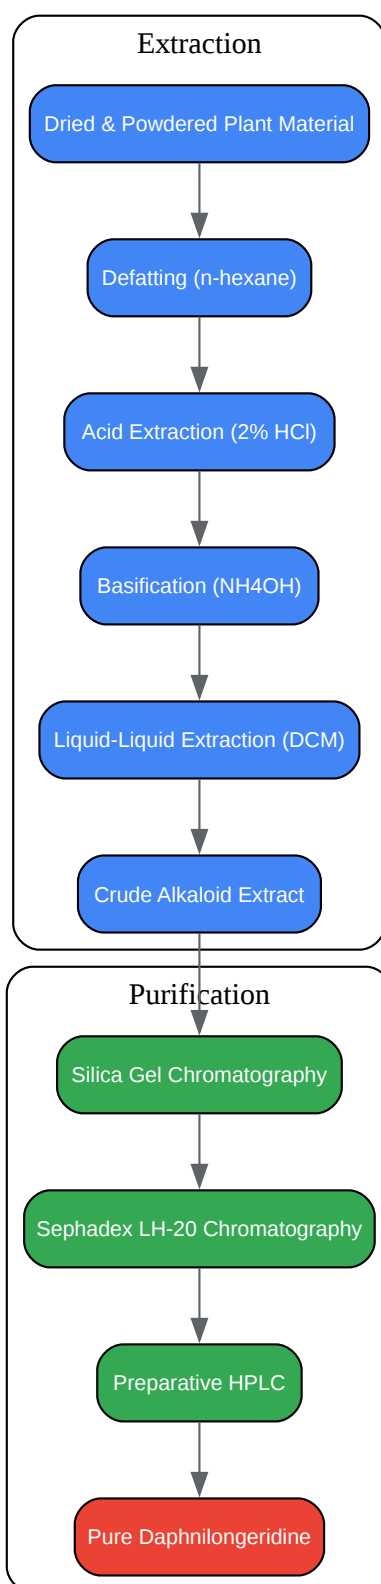 Extraction
Dried & Powdered Plant Material
Defatting (n-hexane)
Acid Extraction (2% HCl)
Basification (NH4OH)
Liquid-Liquid Extraction (DCM)
Crude Alkaloid Extract
Purification
Silica Gel Chromatography
Sephadex LH-20 Chromatography
Preparative HPLC
Pure Daphnilongeridine